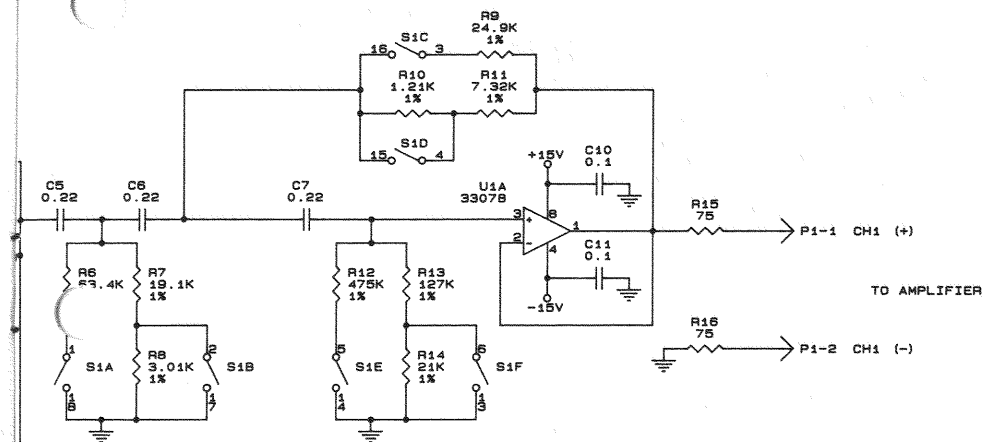 R9
24.9K
1%
S1C
16 3
R10
1.21K
1%
R11
7.32K
1%
S1D
15 4
+15V
C10
0.1
C5
0.22
C6
0.22
C7
0.22
U1A
33078
3
+
8
1
2
-
4
R15
75
P1-1 CH1 (+)
C11
0.1
-15V
TO AMPLIFIER
R6
R7
19.1K
1%
R12
475K
1%
R13
127K
1%
R16
75
P1-2 CH1 (-)
1
S1A
18
R8
3.01K
1%
2
S1B
17
5
S1E
14
R14
21K
1%
6
S1F
13